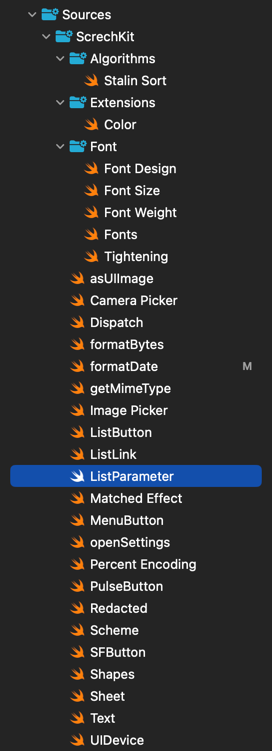 Sources
ScrechKit
Algorithms
Stalin Sort
Extensions
Color
Font
Font Design
Font Size
Font Weight
Fonts
Tightening
asUIImage
Camera Picker
Dispatch
formatBytes
formatDate M
getMimeType
Image Picker
ListButton
ListLink
ListParameter
Matched Effect
MenuButton
openSettings
Percent Encoding
PulseButton
Redacted
Scheme
SFButton
Shapes
Sheet
Text
UIDevice